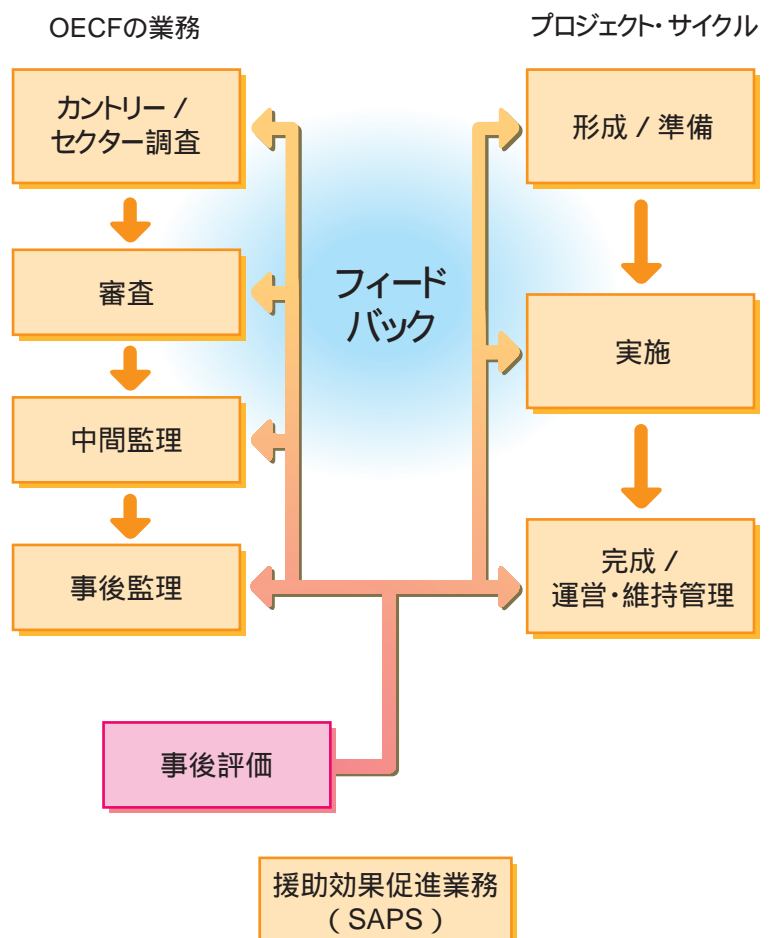 OECFの業務
プロジェクト・サイクル
カントリー /
セクター調査
審査
中間監理
事後監理
フィード
バック
形成 / 準備
実施
完成 /
運営・維持管理
事後評価
援助効果促進業務
( SAPS )